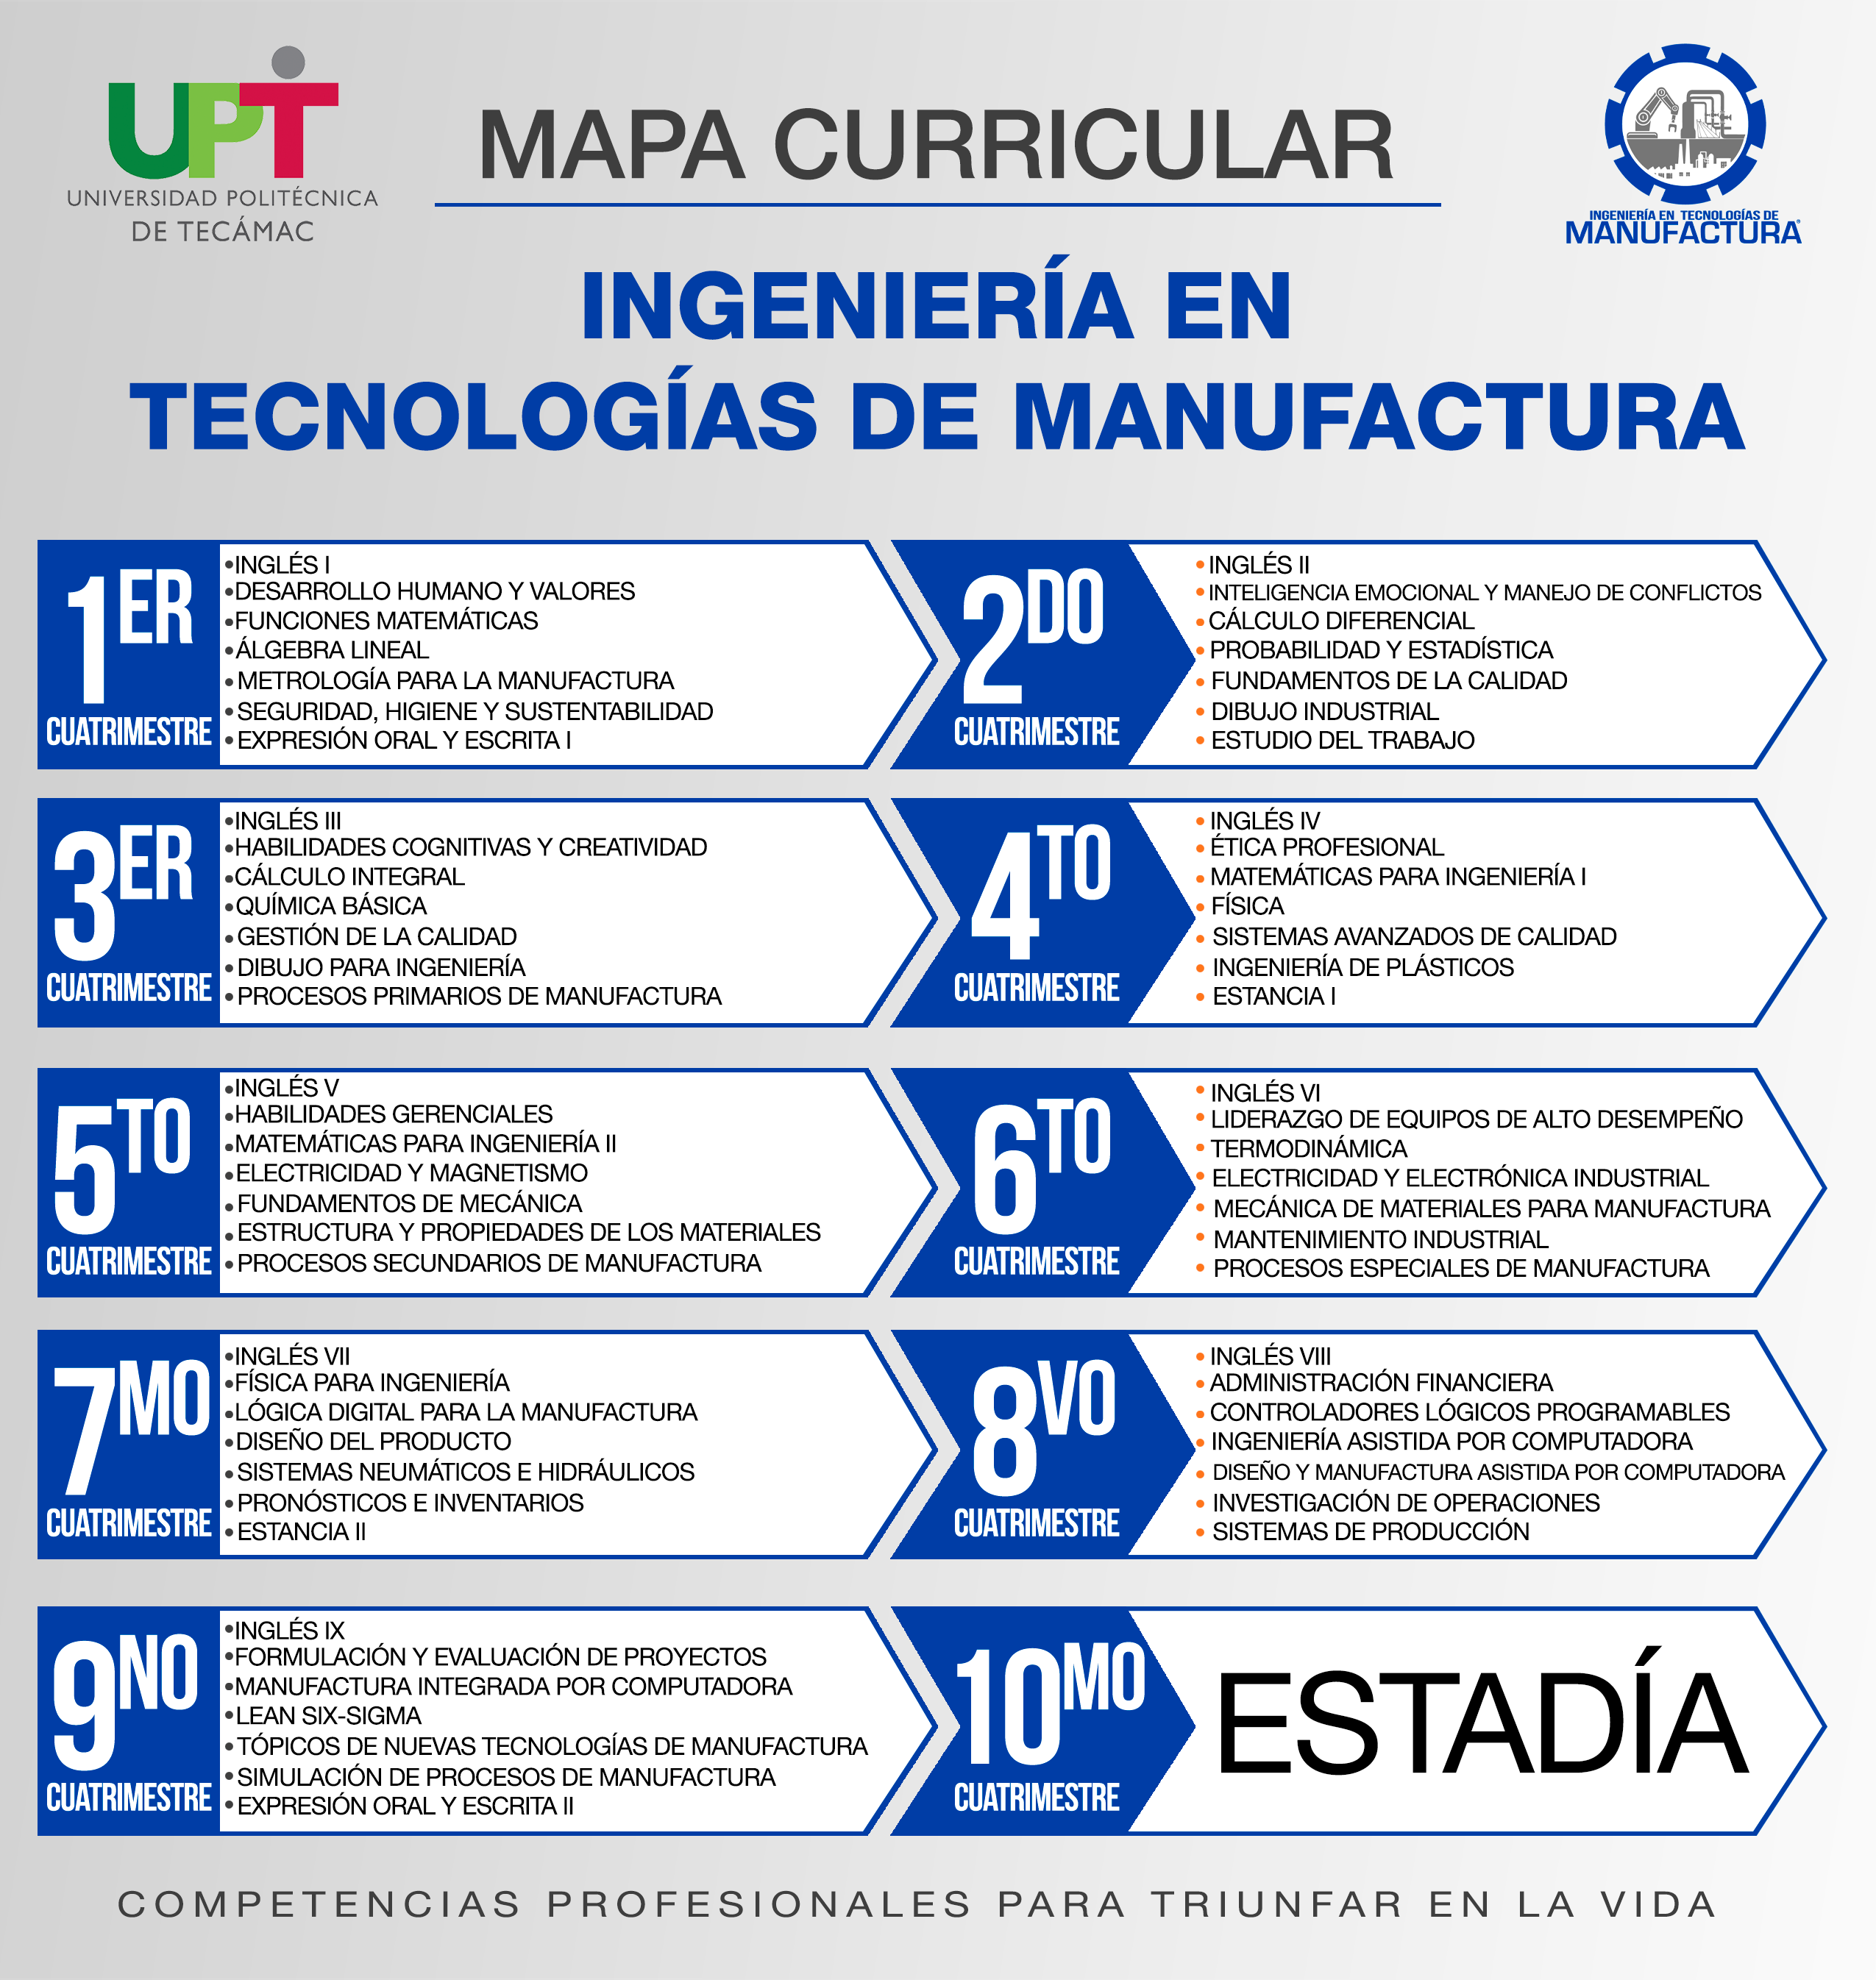 UPT
UNIVERSIDAD POLITÉCNICA
DE TECÁMAC
MAPA CURRICULAR
INGENIERÍA EN TECNOLOGÍAS DE
MANUFACTURA®
INGENIERÍA EN
TECNOLOGÍAS DE MANUFACTURA
1ER
CUATRIMESTRE
•INGLÉS I
•DESARROLLO HUMANO Y VALORES
•FUNCIONES MATEMÁTICAS
•ÁLGEBRA LINEAL
•METROLOGÍA PARA LA MANUFACTURA
•SEGURIDAD, HIGIENE Y SUSTENTABILIDAD
•EXPRESIÓN ORAL Y ESCRITA I
2DO
CUATRIMESTRE
•INGLÉS II
•INTELIGENCIA EMOCIONAL Y MANEJO DE CONFLICTOS
•CÁLCULO DIFERENCIAL
•PROBABILIDAD Y ESTADÍSTICA
•FUNDAMENTOS DE LA CALIDAD
•DIBUJO INDUSTRIAL
•ESTUDIO DEL TRABAJO
3ER
CUATRIMESTRE
•INGLÉS III
•HABILIDADES COGNITIVAS Y CREATIVIDAD
•CÁLCULO INTEGRAL
•QUÍMICA BÁSICA
•GESTIÓN DE LA CALIDAD
•DIBUJO PARA INGENIERÍA
•PROCESOS PRIMARIOS DE MANUFACTURA
4TO
CUATRIMESTRE
•INGLÉS IV
•ÉTICA PROFESIONAL
•MATEMÁTICAS PARA INGENIERÍA I
•FÍSICA
•SISTEMAS AVANZADOS DE CALIDAD
•INGENIERÍA DE PLÁSTICOS
•ESTANCIA I
5TO
CUATRIMESTRE
•INGLÉS V
•HABILIDADES GERENCIALES
•MATEMÁTICAS PARA INGENIERÍA II
•ELECTRICIDAD Y MAGNETISMO
•FUNDAMENTOS DE MECÁNICA
•ESTRUCTURA Y PROPIEDADES DE LOS MATERIALES
•PROCESOS SECUNDARIOS DE MANUFACTURA
6TO
CUATRIMESTRE
•INGLÉS VI
•LIDERAZGO DE EQUIPOS DE ALTO DESEMPEÑO
•TERMODINÁMICA
•ELECTRICIDAD Y ELECTRÓNICA INDUSTRIAL
•MECÁNICA DE MATERIALES PARA MANUFACTURA
•MANTENIMIENTO INDUSTRIAL
•PROCESOS ESPECIALES DE MANUFACTURA
7MO
CUATRIMESTRE
•INGLÉS VII
•FÍSICA PARA INGENIERÍA
•LÓGICA DIGITAL PARA LA MANUFACTURA
•DISEÑO DEL PRODUCTO
•SISTEMAS NEUMÁTICOS E HIDRÁULICOS
•PRONÓSTICOS E INVENTARIOS
•ESTANCIA II
8VO
CUATRIMESTRE
•INGLÉS VIII
•ADMINISTRACIÓN FINANCIERA
•CONTROLADORES LÓGICOS PROGRAMABLES
•INGENIERÍA ASISTIDA POR COMPUTADORA
•DISEÑO Y MANUFACTURA ASISTIDA POR COMPUTADORA
•INVESTIGACIÓN DE OPERACIONES
•SISTEMAS DE PRODUCCIÓN
9NO
CUATRIMESTRE
•INGLÉS IX
•FORMULACIÓN Y EVALUACIÓN DE PROYECTOS
•MANUFACTURA INTEGRADA POR COMPUTADORA
•LEAN SIX-SIGMA
•TÓPICOS DE NUEVAS TECNOLOGÍAS DE MANUFACTURA
•SIMULACIÓN DE PROCESOS DE MANUFACTURA
•EXPRESIÓN ORAL Y ESCRITA II
10MO
CUATRIMESTRE
ESTADÍA
COMPETENCIAS PROFESIONALES PARA TRIUNFAR EN LA VIDA